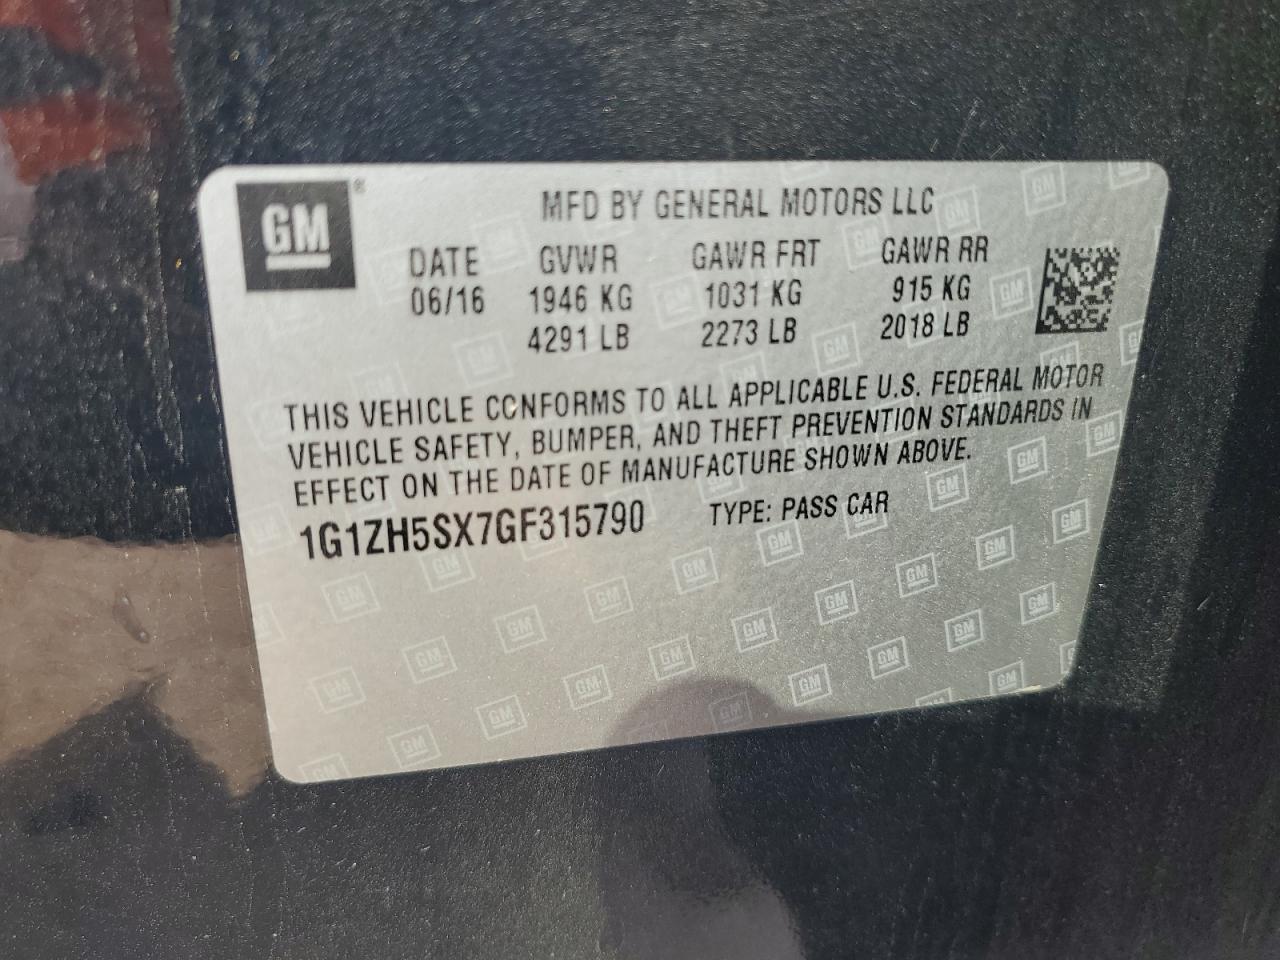 GM®
MFD BY GENERAL MOTORS LLC
DATE GVWR GAWR FRT GAWR RR
06/16 1946 KG 1031 KG 915 KG
4291 LB 2273 LB 2018 LB
THIS VEHICLE CONFORMS TO ALL APPLICABLE U.S. FEDERAL MOTOR
VEHICLE SAFETY, BUMPER, AND THEFT PREVENTION STANDARDS IN
EFFECT ON THE DATE OF MANUFACTURE SHOWN ABOVE.
1G1ZH5SX7GF315790 TYPE: PASS CAR